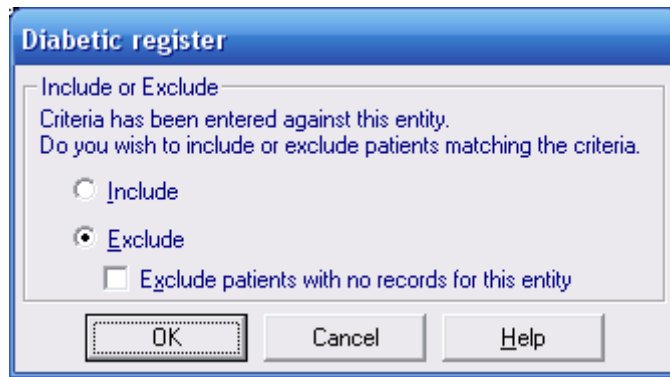 Diabetic register
Include or Exclude
Criteria has been entered against this entity.
Do you wish to include or exclude patients matching the criteria.
Include
Exclude
Exclude patients with no records for this entity
OK Cancel Help